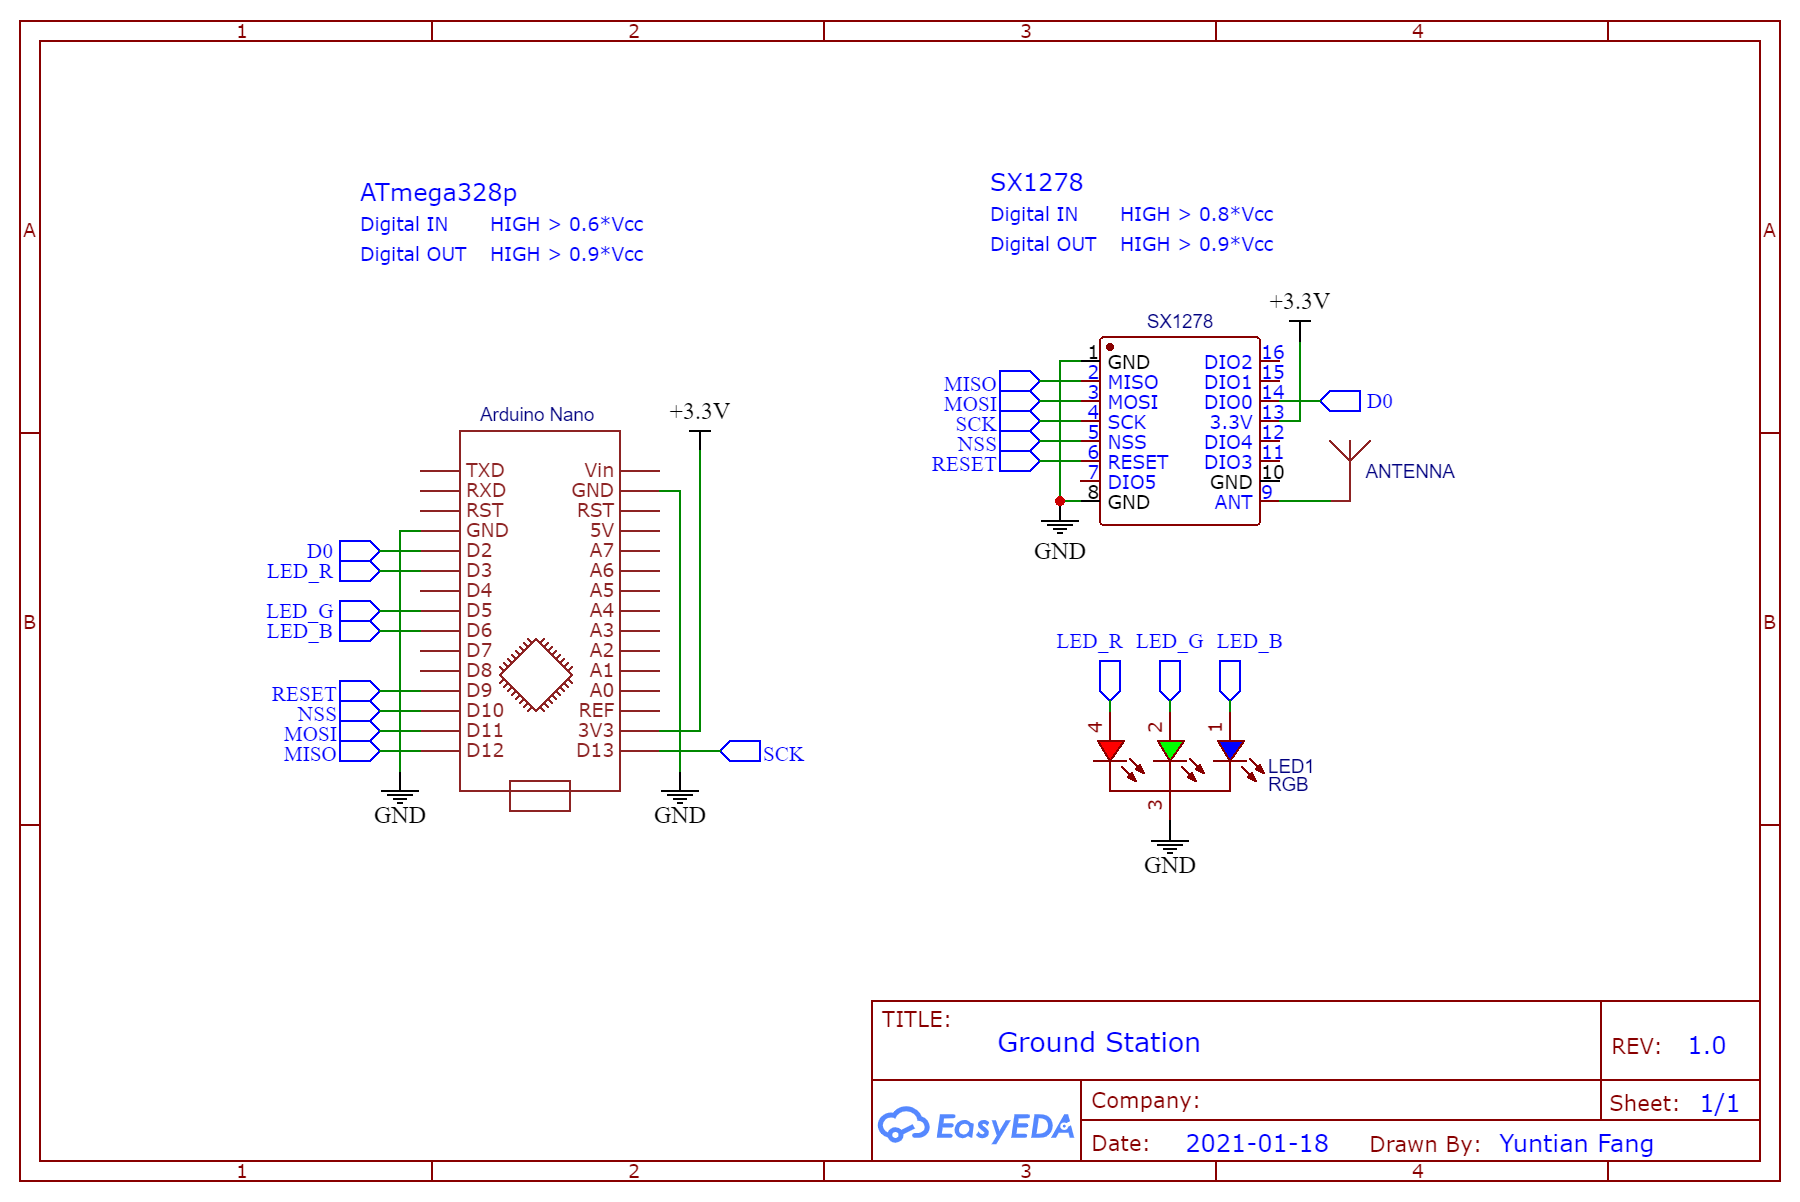 1 2 3 4
A A
B B
ATmega328p
Digital IN HIGH > 0.6*Vcc
Digital OUT HIGH > 0.9*Vcc
SX1278
Digital IN HIGH > 0.8*Vcc
Digital OUT HIGH > 0.9*Vcc
Arduino Nano
+3.3V
TXD Vin
RXD GND
RST RST
GND 5V
D0 D2 A7
LED_R D3 A6
D4 A5
LED_G D5 A4
LED_B D6 A3
D7 A2
D8 A1
RESET D9 A0
NSS D10 REF
MOSI D11 3V3
MISO D12 D13 SCK
GND GND
+3.3V
SX1278
1 GND DIO2 16
MISO 2 MISO DIO1 15
MOSI 3 MOSI DIO0 14 D0
SCK 4 SCK 3.3V 13
NSS 5 NSS DIO4 12
RESET 6 RESET DIO3 11
7 DIO5 GND 10
8 GND ANT 9
ANTENNA
GND
LED_R LED_G LED_B
4 2 1
LED1
RGB
3
GND
TITLE:
Ground Station
REV: 1.0
EasyEDA
Company:
Sheet: 1/1
Date: 2021-01-18 Drawn By: Yuntian Fang
1 2 3 4